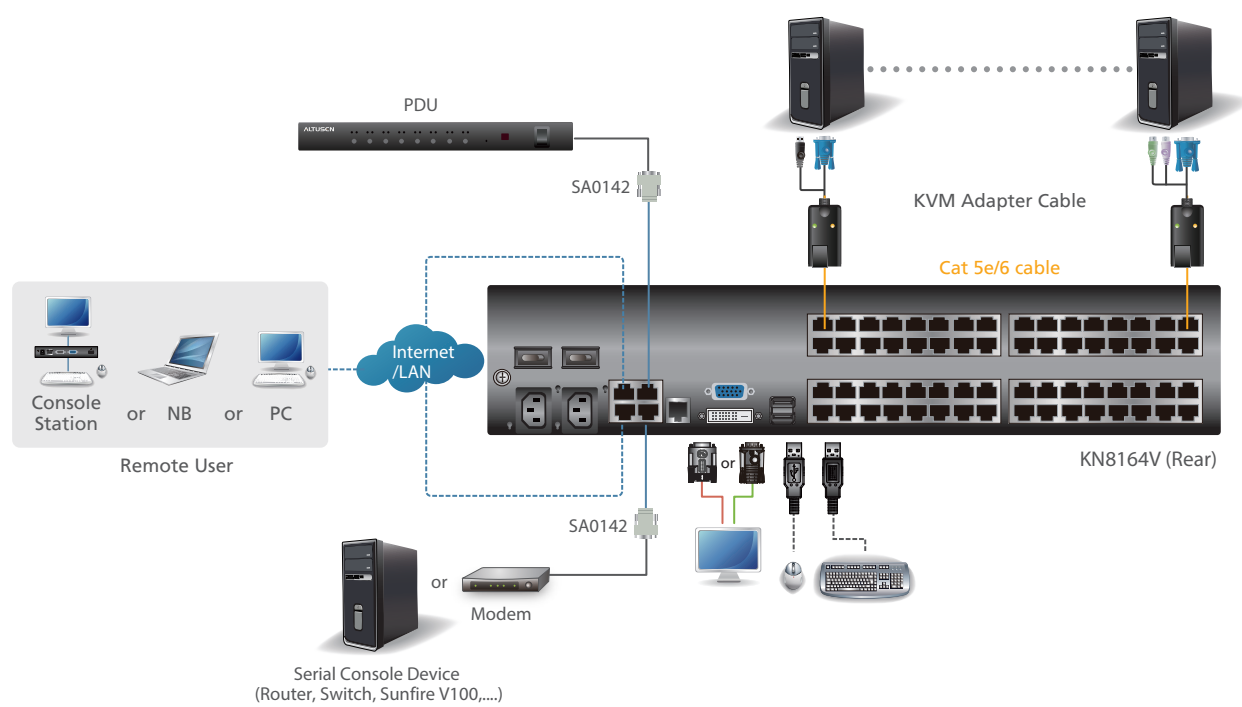 PDU
ALTUSCN
SA0142
KVM Adapter Cable
Cat 5e/6 cable
Internet
/LAN
Console
Station
or
NB
or
PC
Remote User
KN8164V (Rear)
or
SA0142
or
Modem
Serial Console Device
(Router, Switch, Sunfire V100,....)